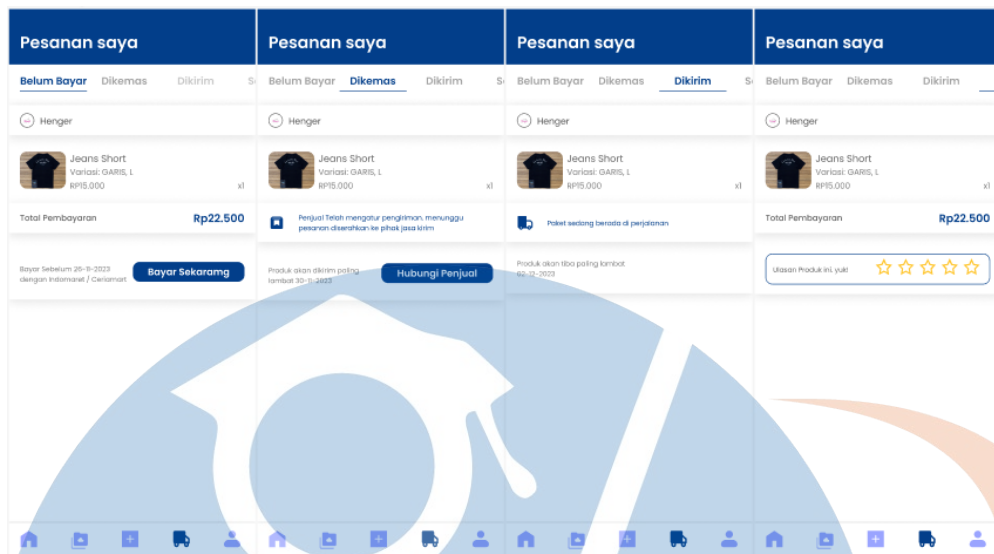 Pesanan saya
Belum Bayar Dikemas Dikirim
Henger
Jeans Short
Variasi: GARIS, L
RP15.000 x1
Total Pembayaran Rp22.500
Bayar Sebelum 26-11-2023
dengan Indomaret / Ceriamart
Bayar Sekaramg
Pesanan saya
Belum Bayar Dikemas Dikirim
Henger
Jeans Short
Variasi: GARIS, L
RP15.000 x1
Penjual Telah mengatur pengiriman. menunggu
pesanan diserahkan ke pihak jasa kirim
Produk akan dikirim paling
lambat 30-11-2023
Hubungi Penjual
Pesanan saya
Belum Bayar Dikemas Dikirim
Henger
Jeans Short
Variasi: GARIS, L
RP15.000 x1
Paket sedang berada di perjalanan
Produk akan tiba paling lambat
02-12-2023
Pesanan saya
Belum Bayar Dikemas Dikirim
Henger
Jeans Short
Variasi: GARIS, L
RP15.000 x1
Total Pembayaran Rp22.500
Ulasan Produk ini, yuk!